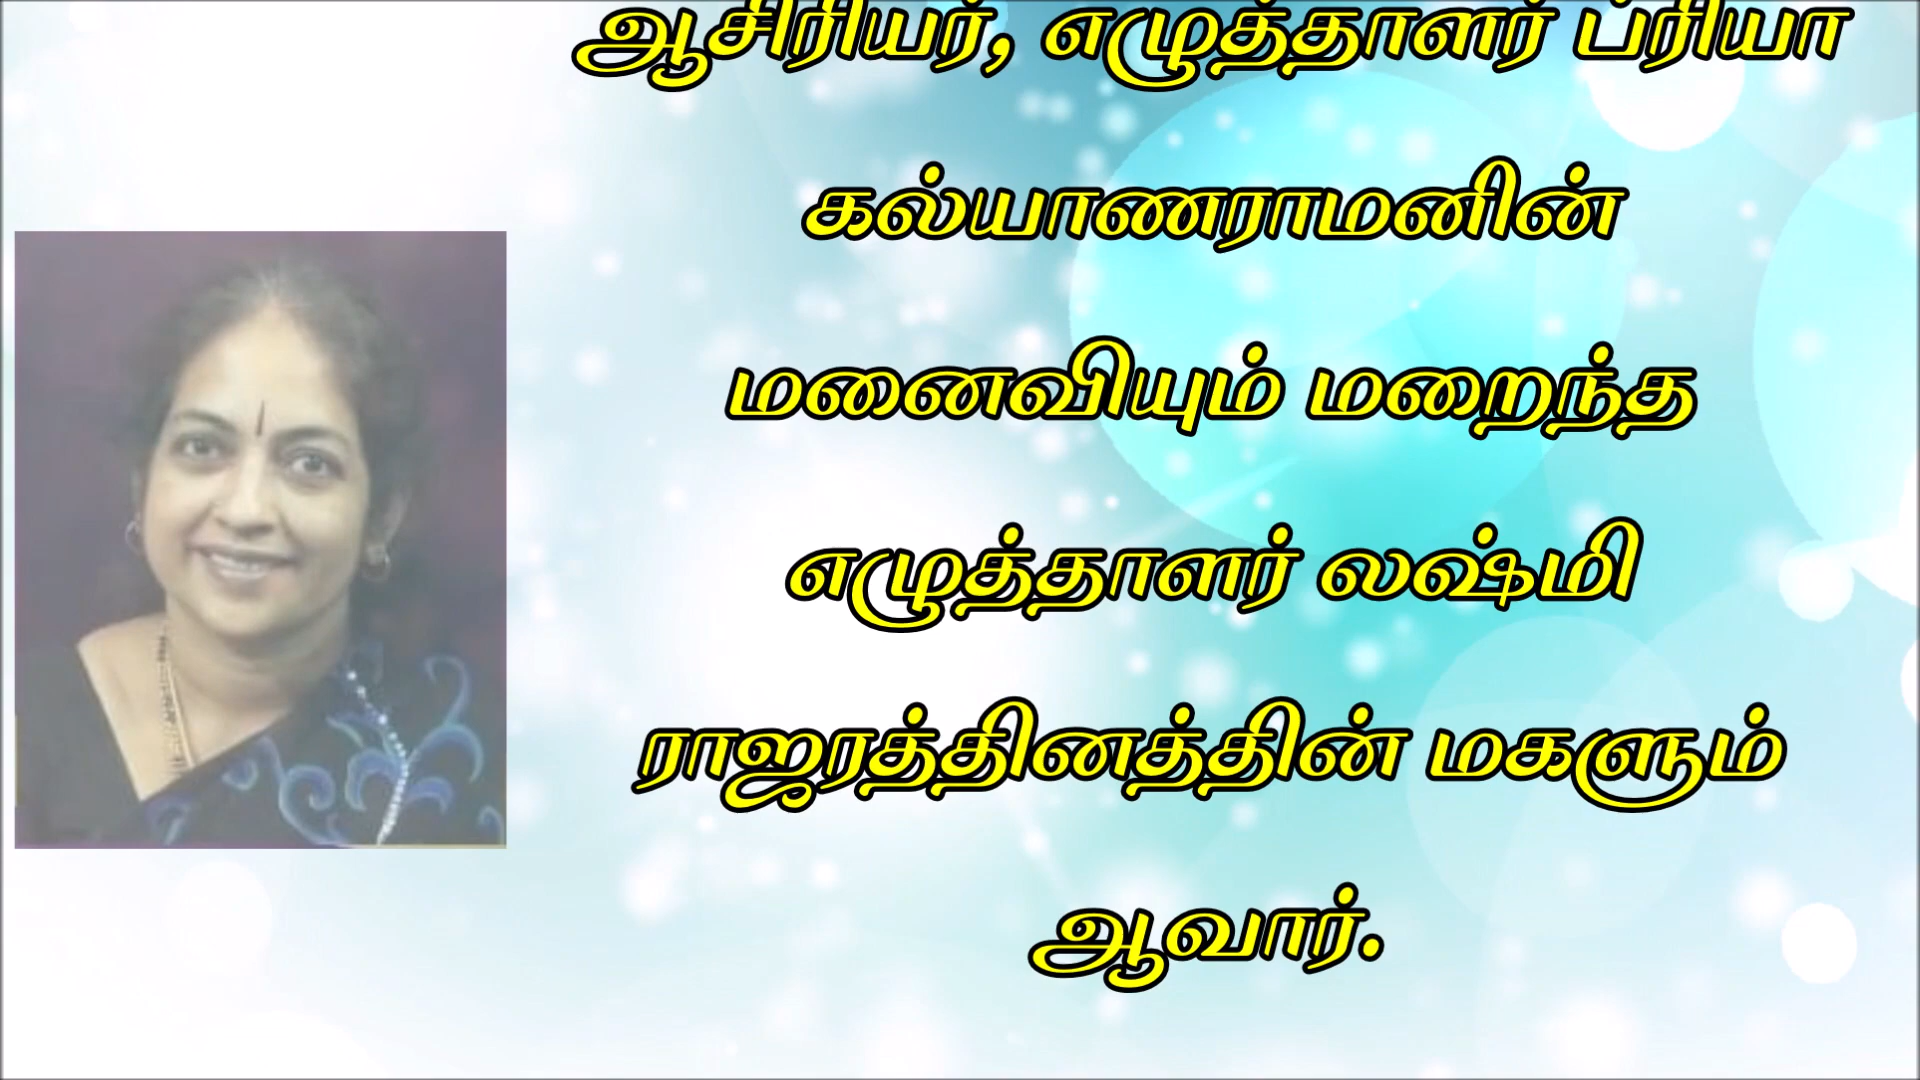 ஆசிரியர், எழுத்தாளர் ப்ரியா
கல்யாணராமனின்
மனைவியும் மறைந்த
எழுத்தாளர் லஷ்மி
ராஜரத்தினத்தின் மகளும்
ஆவார்.